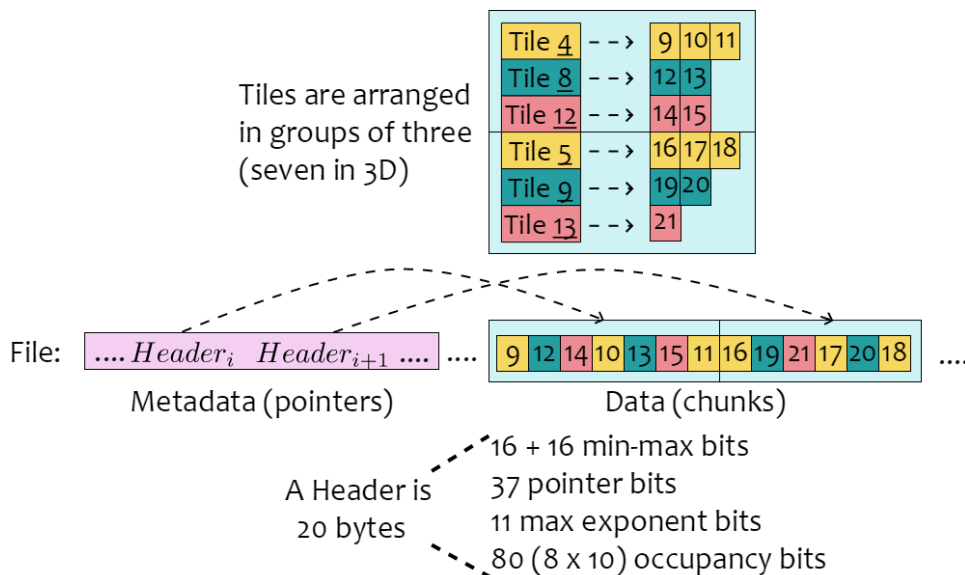 Tiles are arranged
in groups of three
(seven in 3D)
Tile 4 --> 9 10 11
Tile 8 --> 12 13
Tile 12 --> 14 15
Tile 5 --> 16 17 18
Tile 9 --> 19 20
Tile 13 --> 21
File: .... Header_i Header_{i+1} .... .... 9 12 14 10 13 15 11 16 19 21 17 20 18 ....
Metadata (pointers) Data (chunks)
A Header is
20 bytes
16 + 16 min-max bits
37 pointer bits
11 max exponent bits
80 (8 x 10) occupancy bits